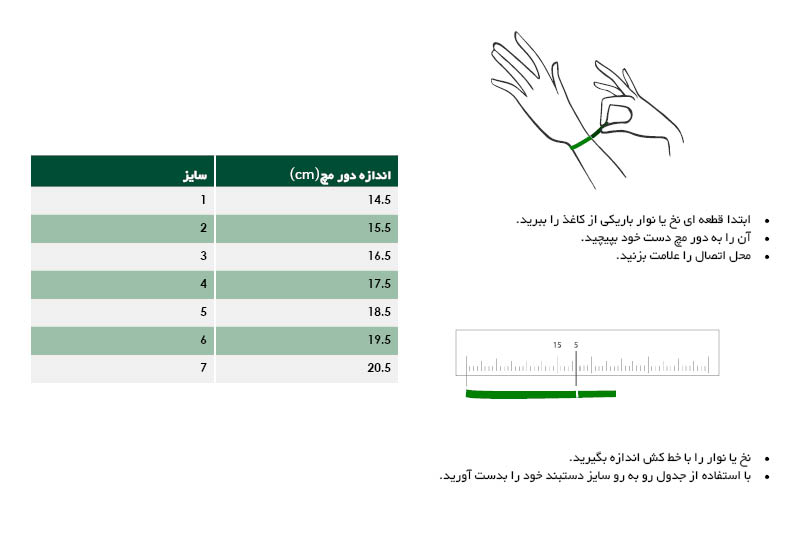 ابتدا قطعه ای نخ یا نوار باریکی از کاغذ را ببرید.
آن را به دور مچ دست خود بپیچید.
محل اتصال را علامت بزنید.
15 5
نخ یا نوار را با خط کش اندازه بگیرید.
با استفاده از جدول رو به رو سایز دستبند خود را بدست آورید.
اندازه دور مچ(cm) سایز
14.5 1
15.5 2
16.5 3
17.5 4
18.5 5
19.5 6
20.5 7